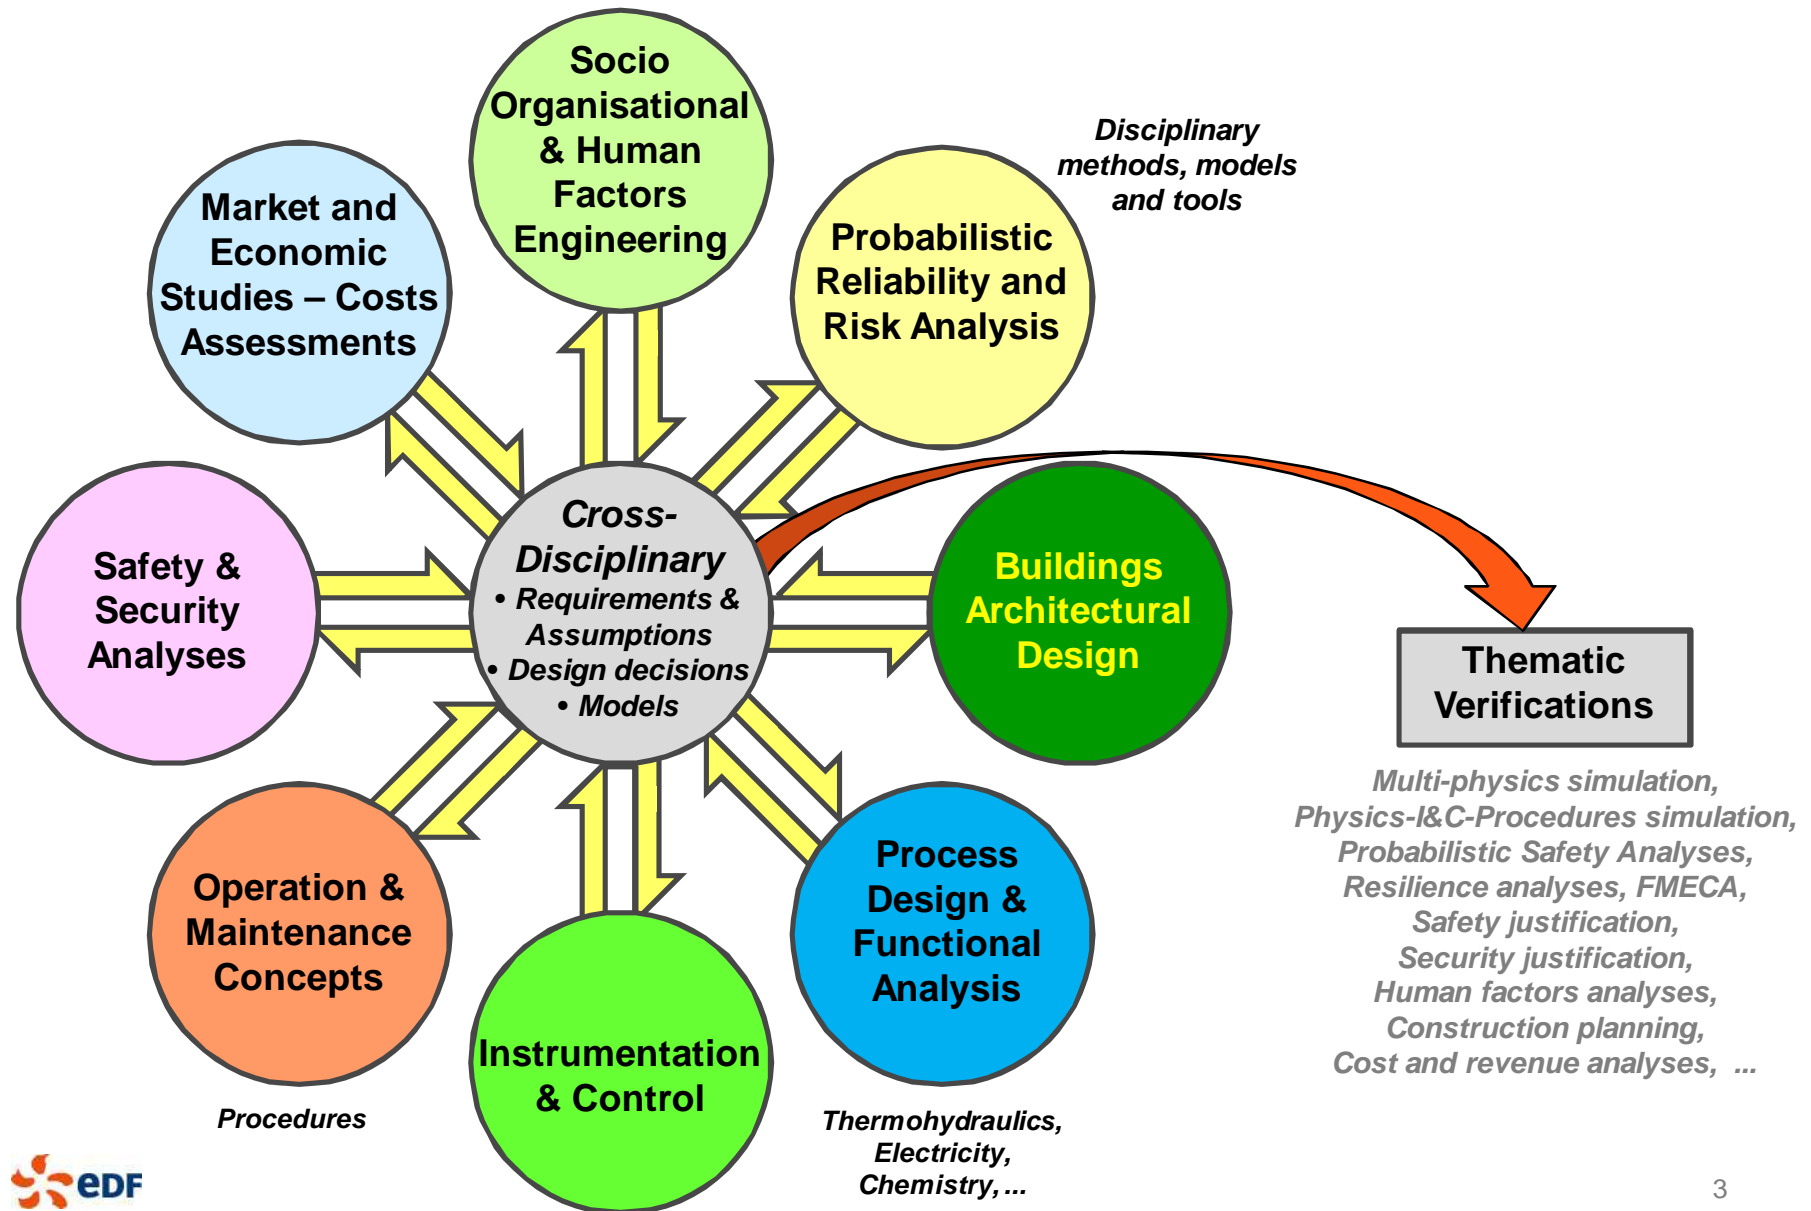 Socio
Organisational
& Human
Factors
Engineering
Disciplinary
methods, models
and tools
Market and
Economic
Studies – Costs
Assessments
Probabilistic
Reliability and
Risk Analysis
Safety &
Security
Analyses
Cross-
Disciplinary
• Requirements &
Assumptions
• Design decisions
• Models
Buildings
Architectural
Design
Thematic
Verifications
Multi-physics simulation,
Physics-I&C-Procedures simulation,
Probabilistic Safety Analyses,
Resilience analyses, FMECA,
Safety justification,
Security justification,
Human factors analyses,
Construction planning,
Cost and revenue analyses, ...
Operation &
Maintenance
Concepts
Procedures
Instrumentation
& Control
Process
Design &
Functional
Analysis
Thermohydraulics,
Electricity,
Chemistry, ...
eDF
3